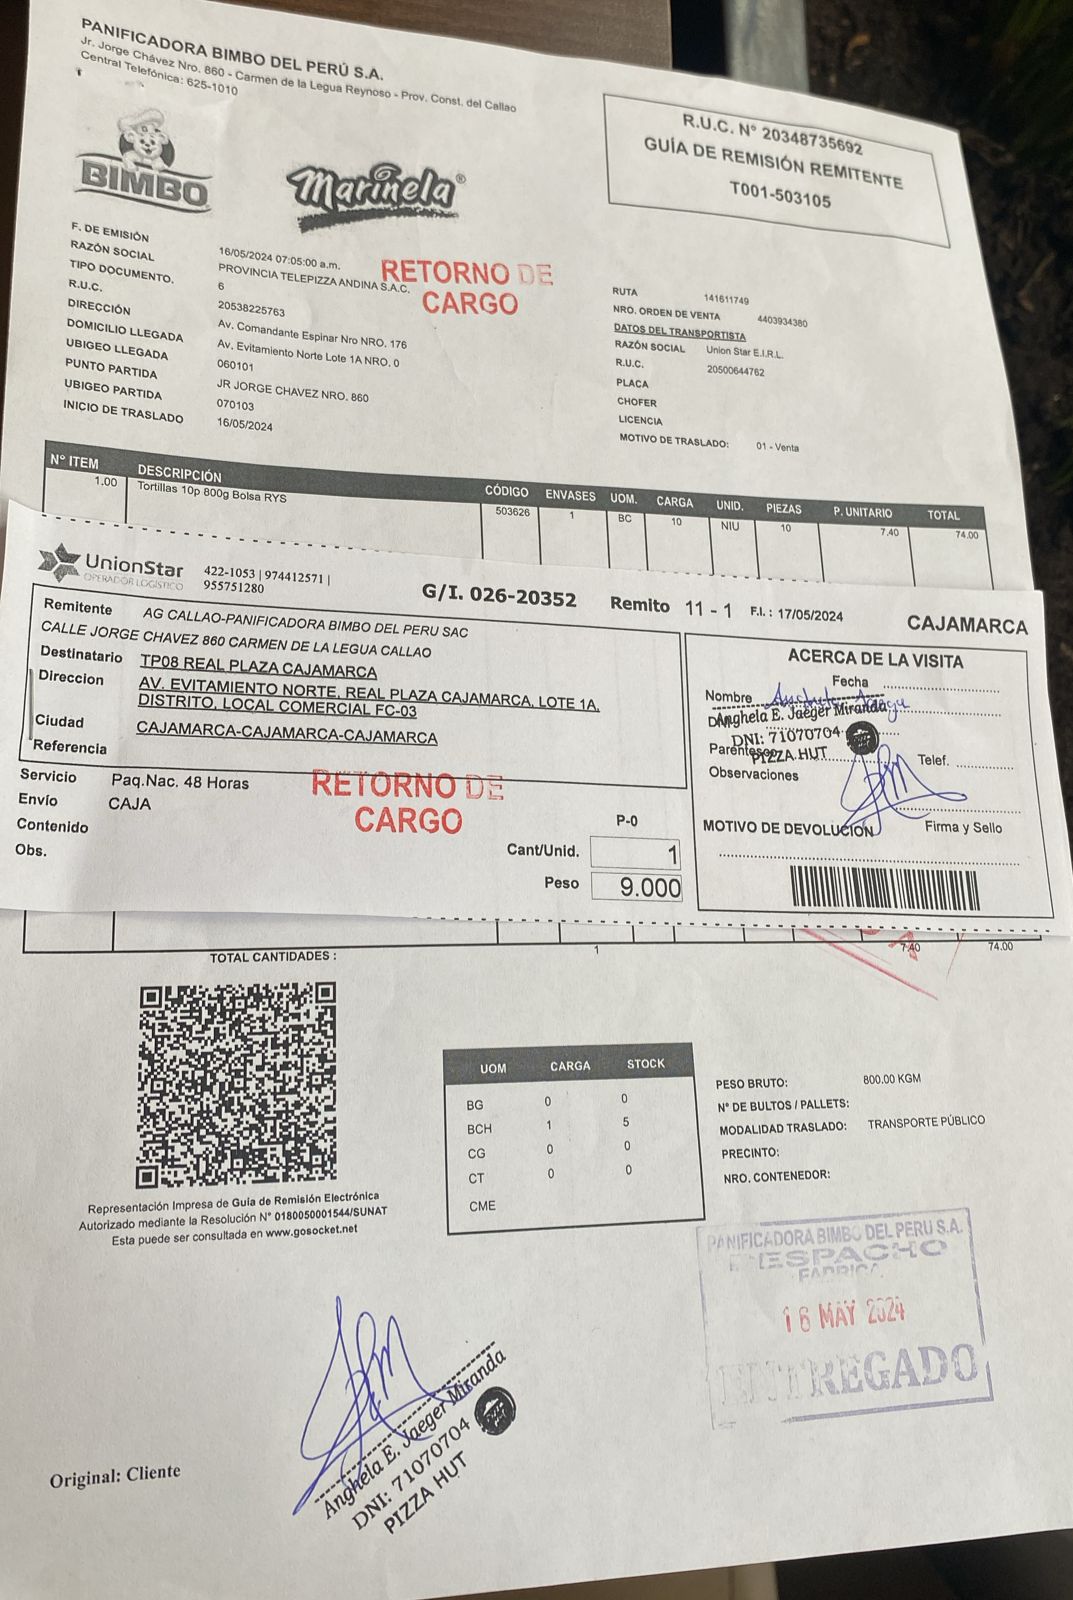 PANIFICADORA BIMBO DEL PERÚ S.A.
Jr. Jorge Chávez Nro. 860 - Carmen de la Legua Reynoso - Prov. Const. del Callao
Central Telefónica: 625-1010
BIMBO
Marinela®
R.U.C. N° 20348735692
GUÍA DE REMISIÓN REMITENTE
T001-503105
F. DE EMISIÓN 16/05/2024 07:05:00 a.m.
RAZÓN SOCIAL PROVINCIA TELEPIZZA ANDINA S.A.C.
TIPO DOCUMENTO. 6
R.U.C. 20538225763
DIRECCIÓN Av. Comandante Espinar Nro NRO. 176
DOMICILIO LLEGADA Av. Evitamiento Norte Lote 1A NRO. 0
UBIGEO LLEGADA 060101
PUNTO PARTIDA JR JORGE CHAVEZ NRO. 860
UBIGEO PARTIDA 070103
INICIO DE TRASLADO 16/05/2024
RETORNO DE
CARGO
RUTA 141611749
NRO. ORDEN DE VENTA 4403934380
DATOS DEL TRANSPORTISTA
RAZÓN SOCIAL Union Star E.I.R.L.
R.U.C. 20500644762
PLACA
CHOFER
LICENCIA
MOTIVO DE TRASLADO: 01 - Venta
N° ITEM DESCRIPCIÓN CÓDIGO ENVASES UOM. CARGA UNID. PIEZAS P. UNITARIO TOTAL
1.00 Tortillas 10p 800g Bolsa RYS 503626 1 BC 10 NIU 10 7.40 74.00
UnionStar
OPERADOR LOGÍSTICO
422-1053 | 974412571 |
955751280
G/I. 026-20352 Remito 11 - 1 F.I.: 17/05/2024 CAJAMARCA
Remitente AG CALLAO-PANIFICADORA BIMBO DEL PERU SAC
CALLE JORGE CHAVEZ 860 CARMEN DE LA LEGUA CALLAO
Destinatario TP08 REAL PLAZA CAJAMARCA
Direccion AV. EVITAMIENTO NORTE, REAL PLAZA CAJAMARCA, LOTE 1A,
DISTRITO, LOCAL COMERCIAL FC-03
Ciudad CAJAMARCA-CAJAMARCA-CAJAMARCA
Referencia
Servicio Paq.Nac. 48 Horas
Envío CAJA
Contenido
Obs.
RETORNO DE
CARGO
P-0
Cant/Unid. 1
Peso 9.000
ACERCA DE LA VISITA
Fecha
Nombre
Anghela E. Jaeger Miranda
DNI: 71070704
PIZZA HUT
Parentesco
Telef.
Observaciones
MOTIVO DE DEVOLUCION Firma y Sello
7.40 74.00
TOTAL CANTIDADES : 1
UOM CARGA STOCK
BG 0 0
BCH 1 5
CG 0 0
CT 0 0
CME
PESO BRUTO: 800.00 KGM
N° DE BULTOS / PALLETS:
MODALIDAD TRASLADO: TRANSPORTE PÚBLICO
PRECINTO:
NRO. CONTENEDOR:
Representación Impresa de Guía de Remisión Electrónica
Autorizado mediante la Resolución N° 0180050001544/SUNAT
Esta puede ser consultada en www.gosocket.net
PANIFICADORA BIMBO DEL PERU S.A.
DESPACHO
FABRICA
16 MAY 2024
ENTREGADO
Anghela E. Jaeger Miranda
DNI: 71070704
PIZZA HUT
Original: Cliente